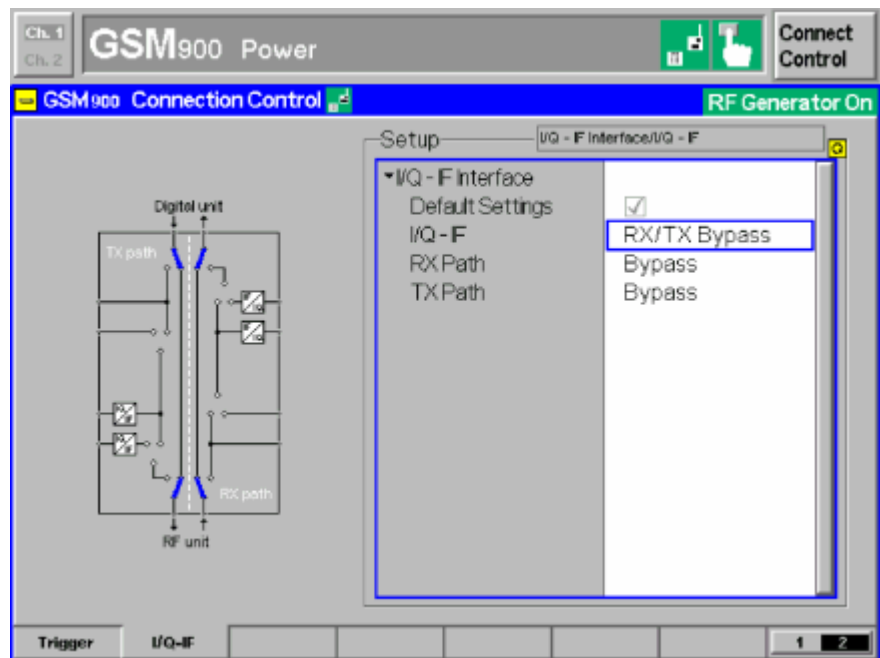 Ch. 1
Ch. 2
GSM900 Power
Connect
Control
GSM900 Connection Control
RF Generator On
Setup
I/Q - IF Interface/I/Q - IF
I/Q - IF Interface
Default Settings
I/Q - IF
RX/TX Bypass
RX Path
Bypass
TX Path
Bypass
Digital unit
TX path
RX path
RF unit
Trigger
I/Q-IF
1 2